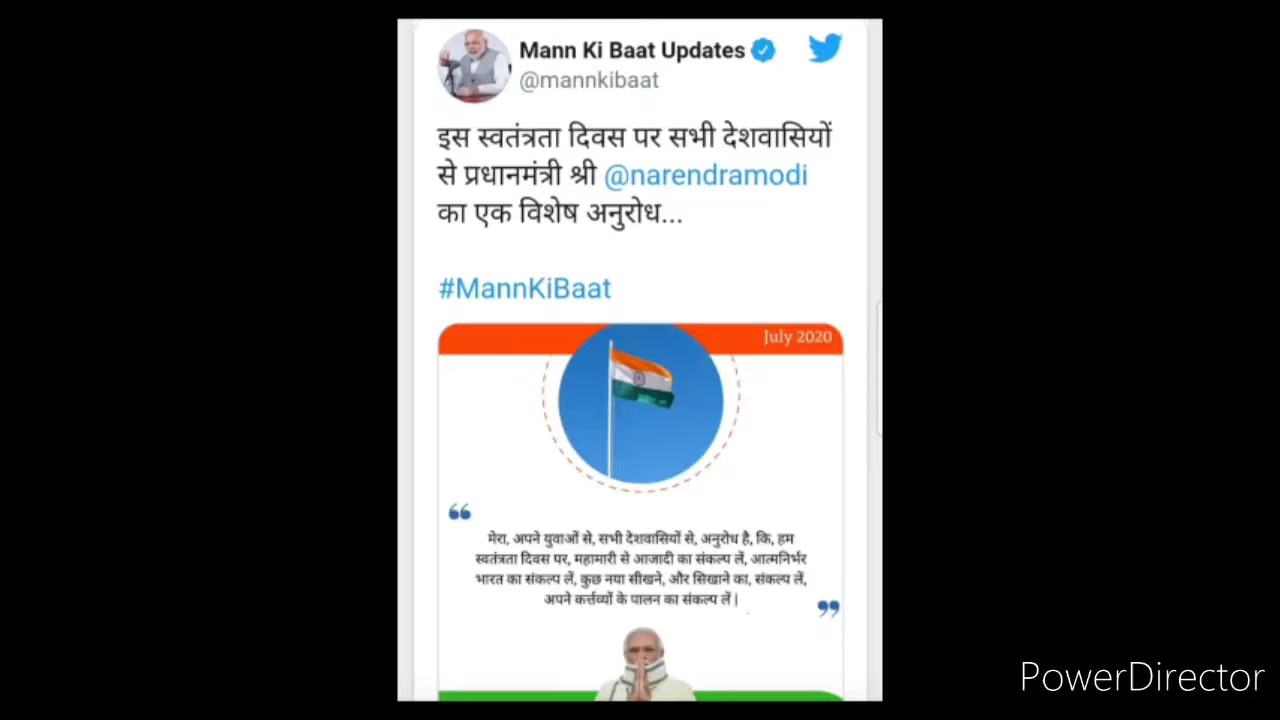 Mann Ki Baat Updates
@mannkibaat
इस स्वतंत्रता दिवस पर सभी देशवासियों
से प्रधानमंत्री श्री @narendramodi
का एक विशेष अनुरोध...
#MannKiBaat
July 2020
“
मेरा, अपने युवाओं से, सभी देशवासियों से, अनुरोध है, कि, हम
स्वतंत्रता दिवस पर, महामारी से आजादी का संकल्प लें, आत्मनिर्भर
भारत का संकल्प लें, कुछ नया सीखने, और सिखाने का, संकल्प लें,
अपने कर्त्तव्यों के पालन का संकल्प लें |
”
PowerDirector